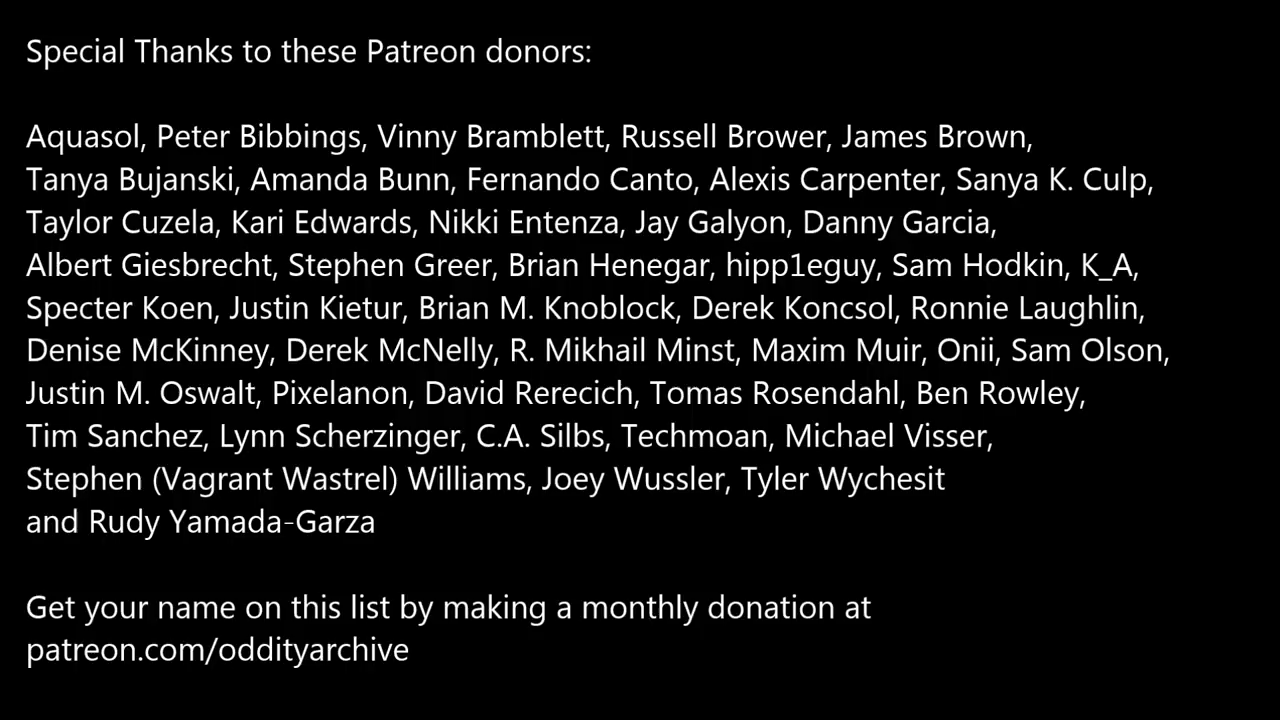 Special Thanks to these Patreon donors:
Aquasol, Peter Bibbings, Vinny Bramblett, Russell Brower, James Brown,
Tanya Bujanski, Amanda Bunn, Fernando Canto, Alexis Carpenter, Sanya K. Culp,
Taylor Cuzela, Kari Edwards, Nikki Entenza, Jay Galyon, Danny Garcia,
Albert Giesbrecht, Stephen Greer, Brian Henegar, hipp1eguy, Sam Hodkin, K_A,
Specter Koen, Justin Kietur, Brian M. Knoblock, Derek Koncsol, Ronnie Laughlin,
Denise McKinney, Derek McNelly, R. Mikhail Minst, Maxim Muir, Onii, Sam Olson,
Justin M. Oswalt, Pixelanon, David Rerecich, Tomas Rosendahl, Ben Rowley,
Tim Sanchez, Lynn Scherzinger, C.A. Silbs, Techmoan, Michael Visser,
Stephen (Vagrant Wastrel) Williams, Joey Wussler, Tyler Wychesit
and Rudy Yamada-Garza
Get your name on this list by making a monthly donation at
patreon.com/oddityarchive